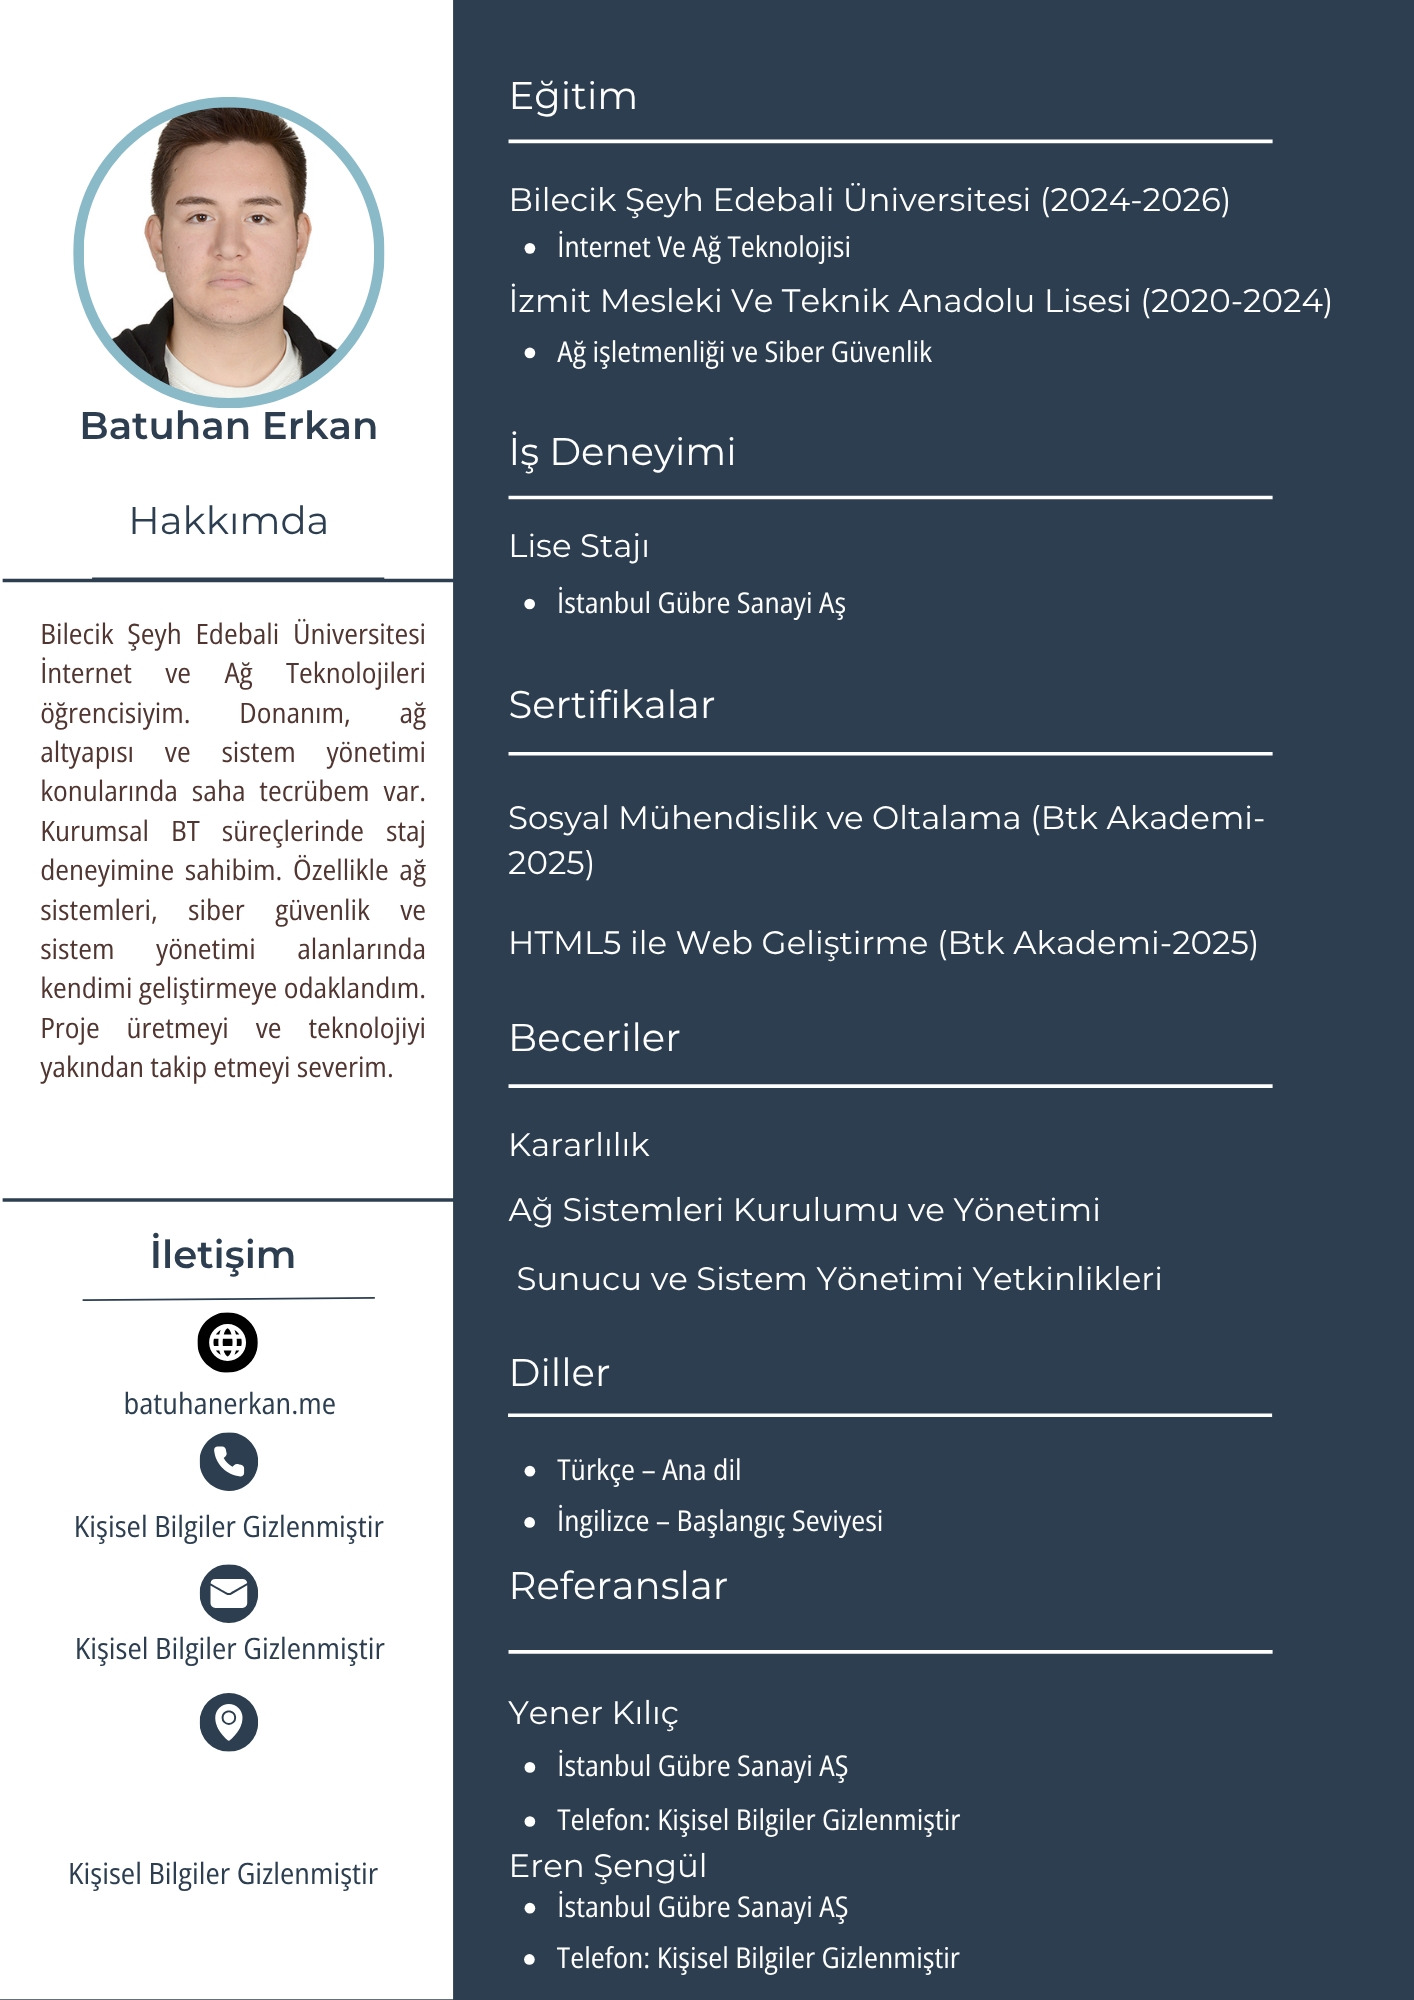 Batuhan Erkan
Hakkımda
Bilecik Şeyh Edebali Üniversitesi
İnternet ve Ağ Teknolojileri
öğrencisiyim. Donanım, ağ
altyapısı ve sistem yönetimi
konularında saha tecrübem var.
Kurumsal BT süreçlerinde staj
deneyimine sahibim. Özellikle ağ
sistemleri, siber güvenlik ve
sistem yönetimi alanlarında
kendimi geliştirmeye odaklandım.
Proje üretmeyi ve teknolojiyi
yakından takip etmeyi severim.
İletişim
batuhanerkan.me
Kişisel Bilgiler Gizlenmiştir
Kişisel Bilgiler Gizlenmiştir
Kişisel Bilgiler Gizlenmiştir
Eğitim
Bilecik Şeyh Edebali Üniversitesi (2024-2026)
• İnternet Ve Ağ Teknolojisi
İzmit Mesleki Ve Teknik Anadolu Lisesi (2020-2024)
• Ağ işletmenliği ve Siber Güvenlik
İş Deneyimi
Lise Stajı
• İstanbul Gübre Sanayi Aş
Sertifikalar
Sosyal Mühendislik ve Oltalama (Btk Akademi-
2025)
HTML5 ile Web Geliştirme (Btk Akademi-2025)
Beceriler
Kararlılık
Ağ Sistemleri Kurulumu ve Yönetimi
Sunucu ve Sistem Yönetimi Yetkinlikleri
Diller
• Türkçe – Ana dil
• İngilizce – Başlangıç Seviyesi
Referanslar
Yener Kılıç
• İstanbul Gübre Sanayi AŞ
• Telefon: Kişisel Bilgiler Gizlenmiştir
Eren Şengül
• İstanbul Gübre Sanayi AŞ
• Telefon: Kişisel Bilgiler Gizlenmiştir